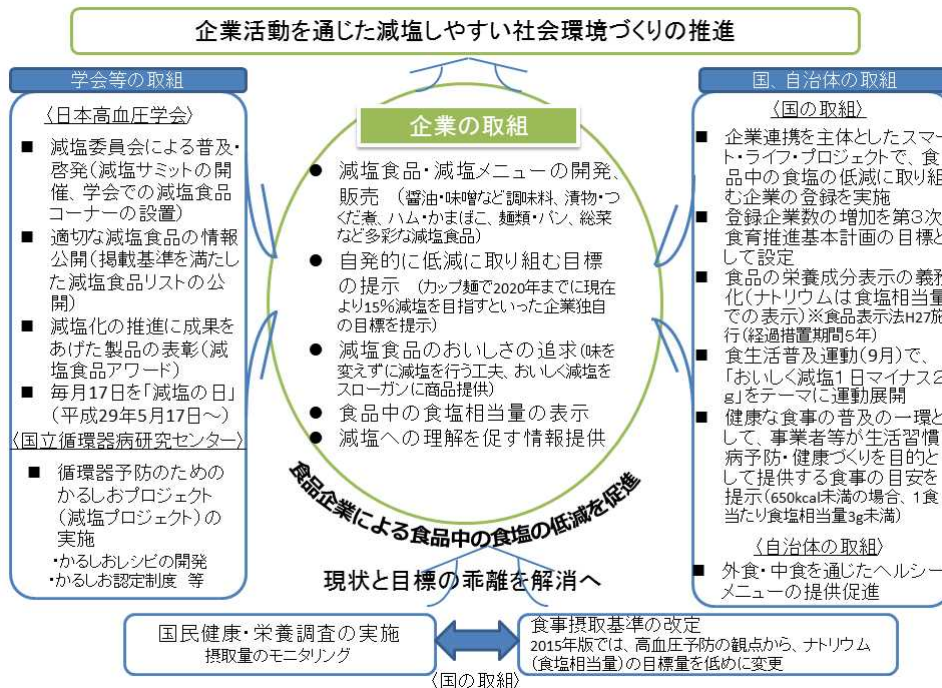 企業活動を通じた減塩しやすい社会環境づくりの推進
学会等の取組
〈日本高血圧学会〉
■ 減塩委員会による普及・
啓発(減塩サミットの開
催、学会での減塩食品
コーナーの設置)
■ 適切な減塩食品の情報
公開(掲載基準を満たし
た減塩食品リストの公
開)
■ 減塩化の推進に成果を
あげた製品の表彰(減
塩食品アワード)
■ 毎月17日を「減塩の日」
(平成29年5月17日～)
〈国立循環器病研究センター〉
■ 循環器予防のための
かるしおプロジェクト
(減塩プロジェクト)の
実施
・かるしおレシピの開発
・かるしお認定制度 等
企業の取組
● 減塩食品・減塩メニューの開発、
販売 (醤油・味噌など調味料、漬物・つ
くだ煮、ハム・かまぼこ、麺類・パン、総菜
など多彩な減塩食品)
● 自発的に低減に取り組む目標
の提示 (カップ麺で2020年までに現在
より15%減塩を目指すといった企業独自
の目標を提示)
● 減塩食品のおいしさの追求(味を
変えずに減塩を行う工夫、おいしく減塩を
スローガンに商品提供)
● 食品中の食塩相当量の表示
● 減塩への理解を促す情報提供
食品企業による食品中の食塩の低減を促進
国、自治体の取組
〈国の取組〉
■ 企業連携を主体としたスマー
ト・ライフ・プロジェクトで、食
品中の食塩の低減に取り組
む企業の登録を実施
■ 登録企業数の増加を第3次
食育推進基本計画の目標と
して設定
■ 食品の栄養成分表示の義務
化(ナトリウムは食塩相当量
での表示)※食品表示法H27施
行(経過措置期間5年)
■ 食生活普及運動(9月)で、
「おいしく減塩1日マイナス2
g」をテーマに運動展開
■ 健康な食事の普及の一環と
して、事業者等が生活習慣
病予防・健康づくりを目的と
して提供する食事の目安を
提示(650kcal未満の場合、1食
当たり食塩相当量3g未満)
〈自治体の取組〉
■ 外食・中食を通じたヘルシー
メニューの提供促進
現状と目標の乖離を解消へ
国民健康・栄養調査の実施
摂取量のモニタリング
食事摂取基準の改定
2015年版では、高血圧予防の観点から、ナトリウム
(食塩相当量)の目標量を低めに変更
〈国の取組〉